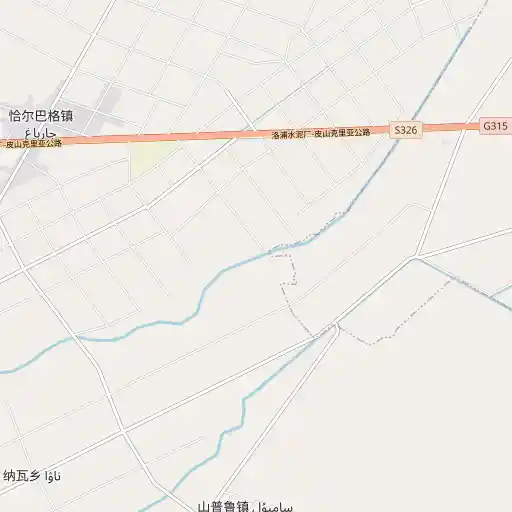 恰尔巴格镇
چارباغ
洛浦水泥厂-皮山克里亚公路
S326
G315
-皮山克里亚公路
纳瓦乡 ناۋا
山普鲁镇 سامپۇل